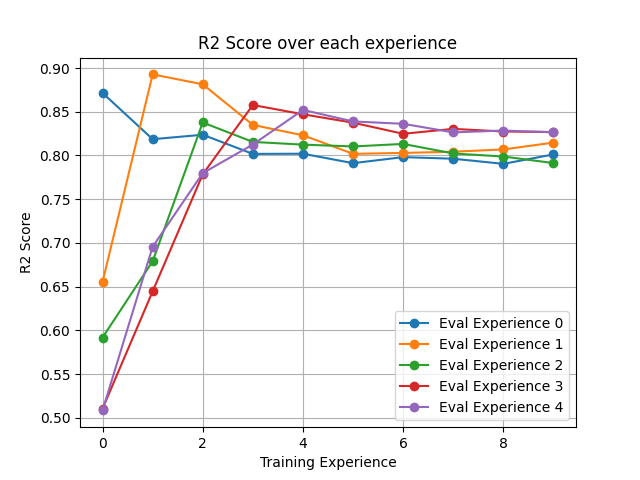 R2 Score over each experience
0.90
0.85
0.80
0.75
0.70
0.65
0.60
0.55
0.50
R2 Score
0 2 4 6 8
Training Experience
Eval Experience 0
Eval Experience 1
Eval Experience 2
Eval Experience 3
Eval Experience 4